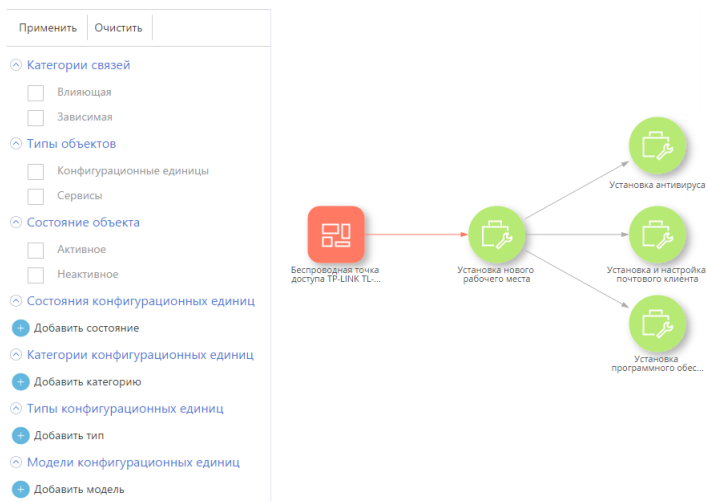 Применить
Очистить
Категории связей
Влияющая
Зависимая
Типы объектов
Конфигурационные единицы
Сервисы
Состояние объекта
Активное
Неактивное
Состояния конфигурационных единиц
Добавить состояние
Категории конфигурационных единиц
Добавить категорию
Типы конфигурационных единиц
Добавить тип
Модели конфигурационных единиц
Добавить модель
Беспроводная точка
доступа TP-LINK TL-...
Установка нового
рабочего места
Установка антивируса
Установка и настройка
почтового клиента
Установка
программного обес...